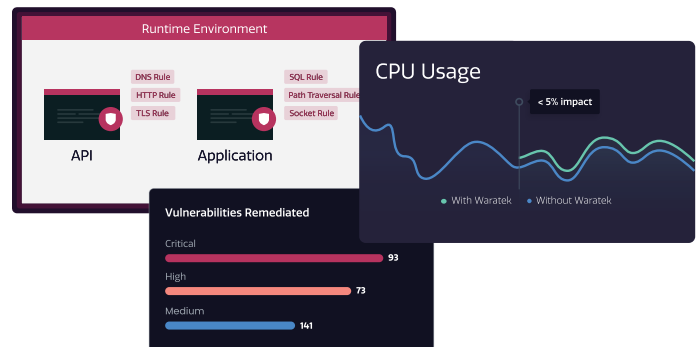 Runtime Environment
DNS Rule
HTTP Rule
TLS Rule
API
SQL Rule
Path Traversal Rule
Socket Rule
Application
CPU Usage
< 5% impact
With Waratek
Without Waratek
Vulnerabilities Remediated
Critical
93
High
73
Medium
141